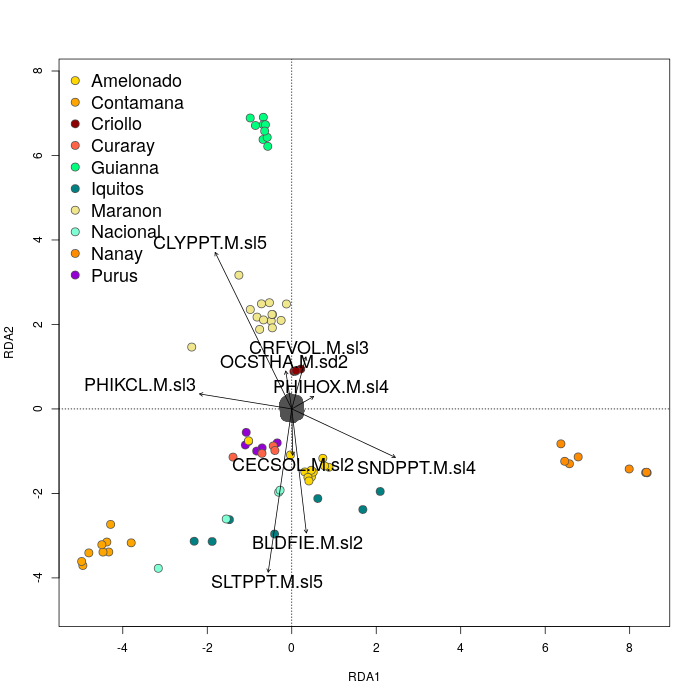 Amelonado
Contamana
Criollo
Curaray
Guianna
Iquitos
Maranon
Nacional
Nanay
Purus
CLYPPT.M.sl5
CRFVOL.M.sl3
OCSTHA.M.sd2
PHIKCL.M.sl3
PHIHOX.M.sl4
CECSOL.M.sl2
SNDPPT.M.sl4
BLDFIE.M.sl2
SLTPPT.M.sl5
8
6
4
2
0
-2
-4
RDA2
-4 -2 0 2 4 6 8
RDA1